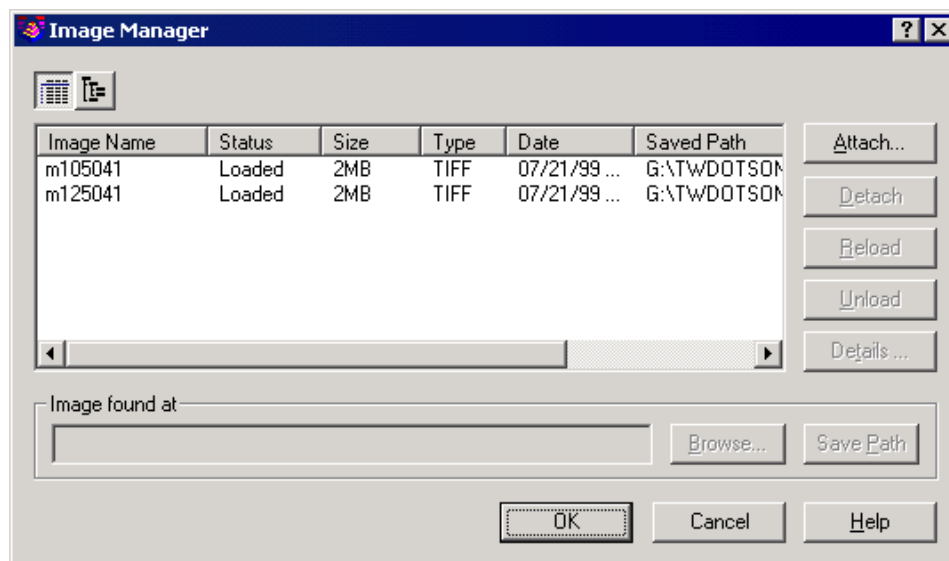 Image Manager
Image Name Status Size Type Date Saved Path
m105041 Loaded 2MB TIFF 07/21/99 ... G:\TWDOTSON
m125041 Loaded 2MB TIFF 07/21/99 ... G:\TWDOTSON
Attach...
Detach
Reload
Unload
Details ...
Image found at
Browse... Save Path
OK Cancel Help